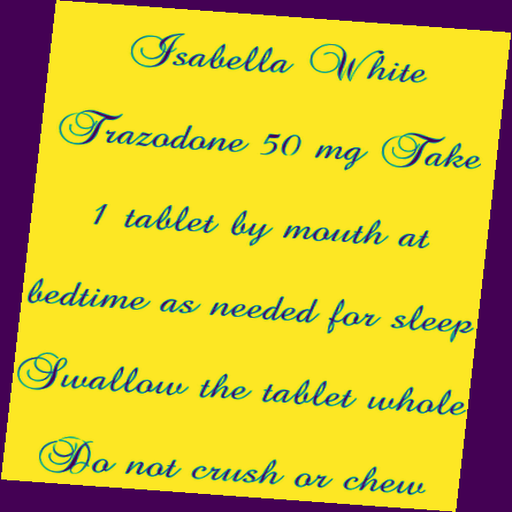 Isabella White
Trazodone 50 mg Take
1 tablet by mouth at
bedtime as needed for sleep
Swallow the tablet whole
Do not crush or chew